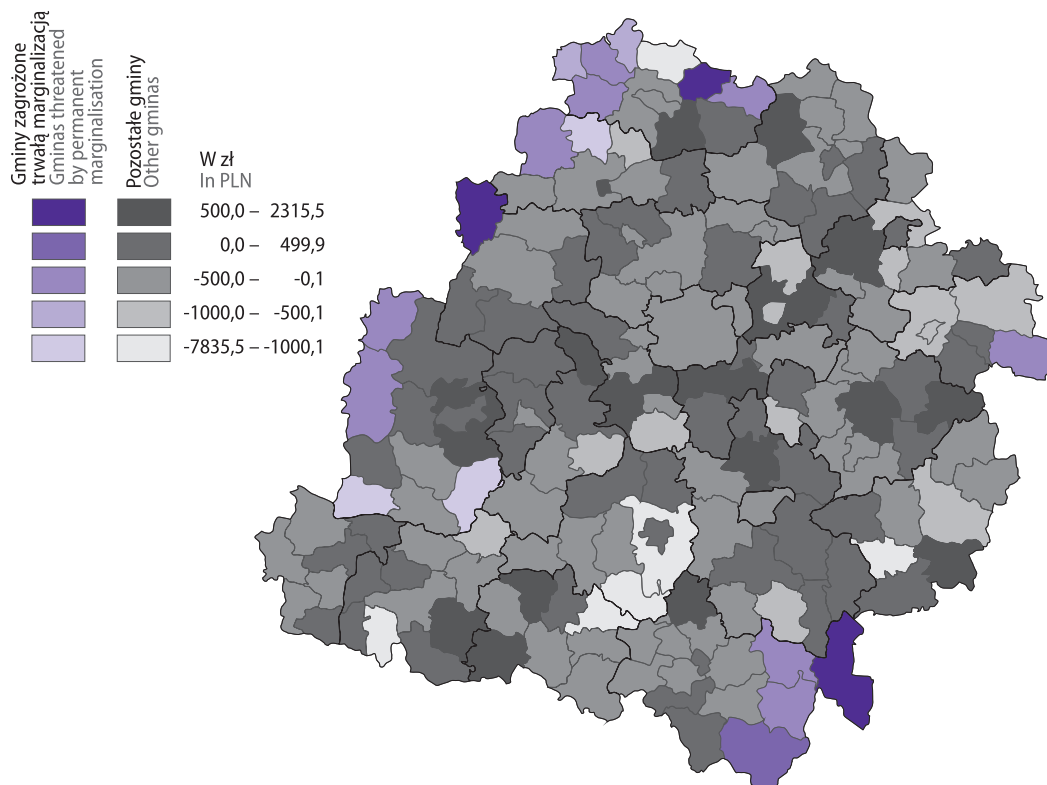 Gminy zagrożone
trwałą marginalizacją
Gminas threatened
by permanent
marginalisation
Pozostałe gminy
Other gminas
W zł
In PLN
500,0 – 2315,5
0,0 – 499,9
-500,0 – -0,1
-1000,0 – -500,1
-7835,5 – -1000,1